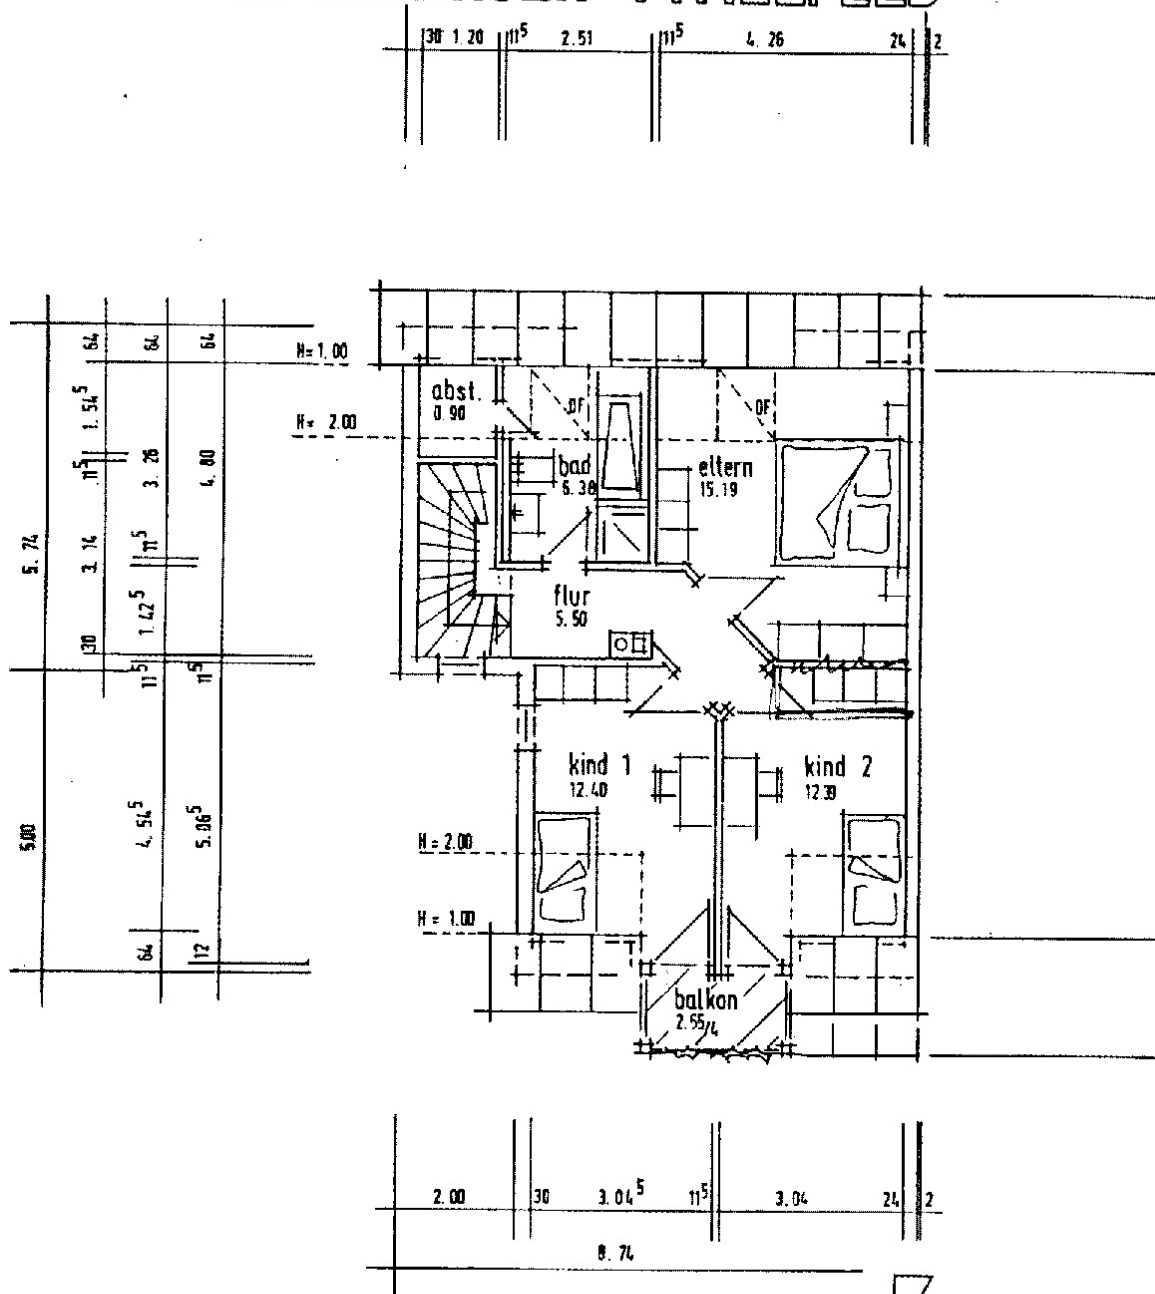 30 1.20 11⁵ 2.51 11⁵ 4.26 24 2
64 64 64
H= 1.00
1.54⁵
abst.
0.90
H= 2.00
DF DF
11⁵ 3.26 4.80
bad
6.38
eltern
15.19
5.74 3.14 11⁵
flur
5.50
30 1.42⁵
11⁵ 11⁵
kind 1
12.40
kind 2
12.39
5.00 4.54⁵ 5.06⁵
H = 2.00
H = 1.00
64 12
balkon
2.65/4
2.00 30 3.04⁵ 11⁵ 3.04 24 2
8.74